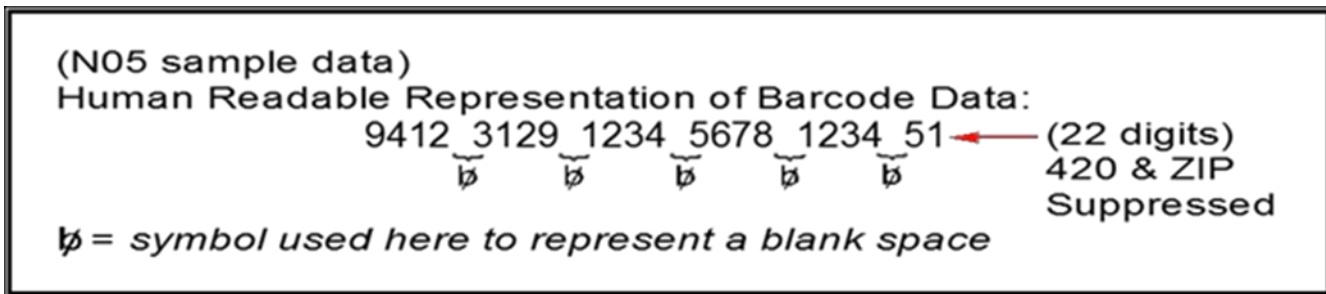 (N05 sample data)
Human Readable Representation of Barcode Data:
9412 3129 1234 5678 1234 51 (22 digits)
ƀ ƀ ƀ ƀ ƀ 420 & ZIP
Suppressed
ƀ = symbol used here to represent a blank space